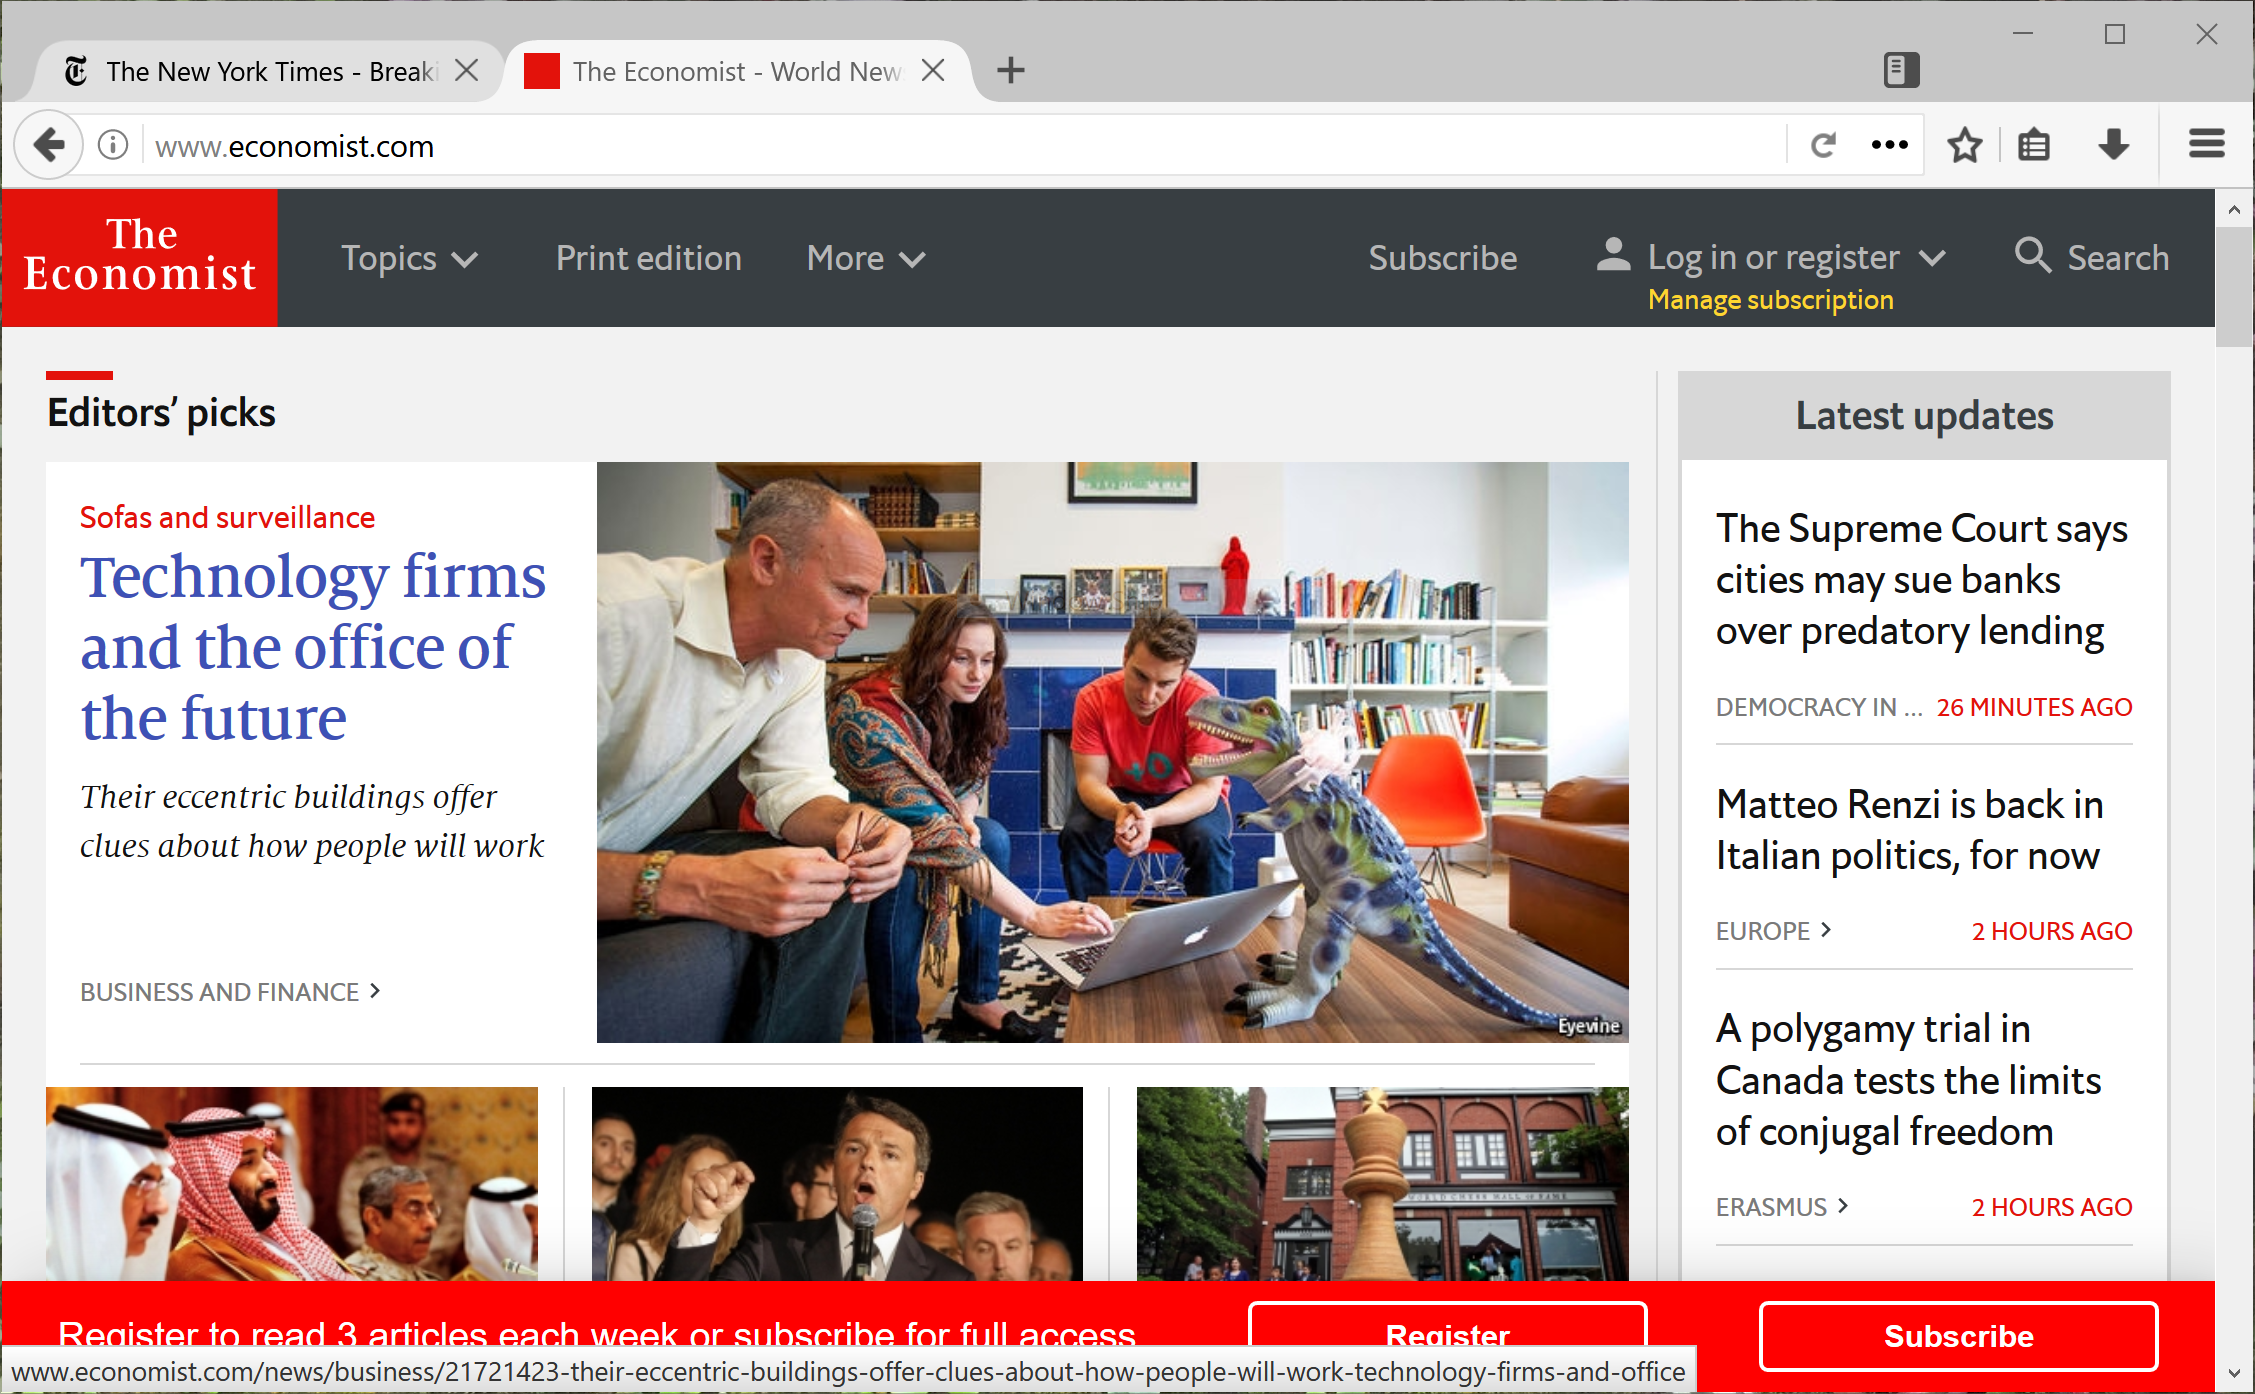 The New York Times - Breaki
The Economist - World New
www.economist.com
The
Economist
Topics
Print edition
More
Subscribe
Log in or register
Manage subscription
Search
Editors’ picks
Sofas and surveillance
Technology firms
and the office of
the future
Their eccentric buildings offer
clues about how people will work
BUSINESS AND FINANCE
Eyevine
WORLD CHESS HALL OF FAME
Latest updates
The Supreme Court says
cities may sue banks
over predatory lending
DEMOCRACY IN ... 26 MINUTES AGO
Matteo Renzi is back in
Italian politics, for now
EUROPE 2 HOURS AGO
A polygamy trial in
Canada tests the limits
of conjugal freedom
ERASMUS 2 HOURS AGO
Register to read 3 articles each week or subscribe for full access
Register
Subscribe
www.economist.com/news/business/21721423-their-eccentric-buildings-offer-clues-about-how-people-will-work-technology-firms-and-office